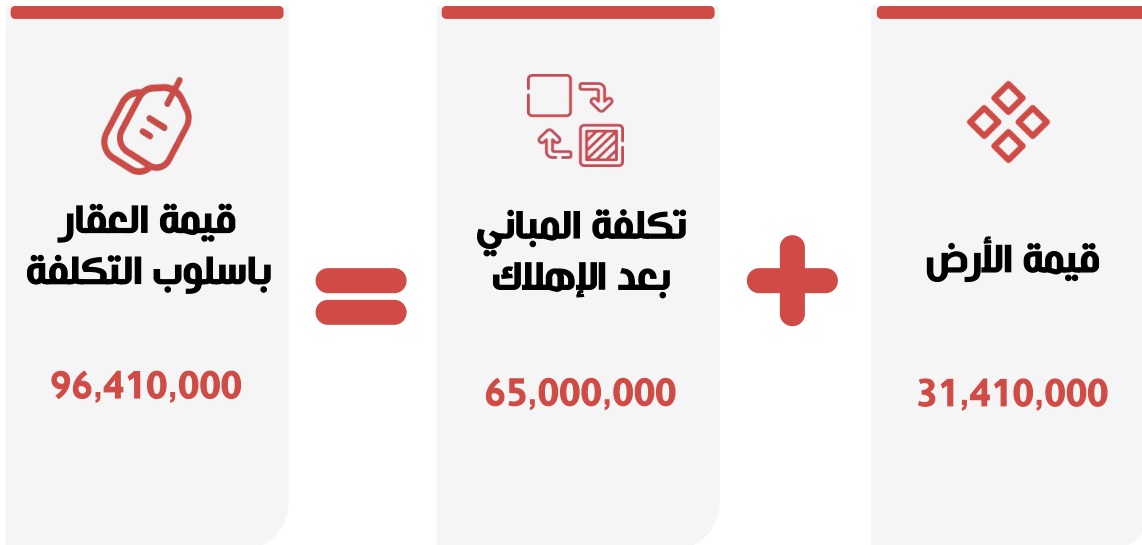 قيمة الأرض
31,410,000
+
تكلفة المباني
بعد الإهلاك
65,000,000
=
قيمة العقار
باسلوب التكلفة
96,410,000